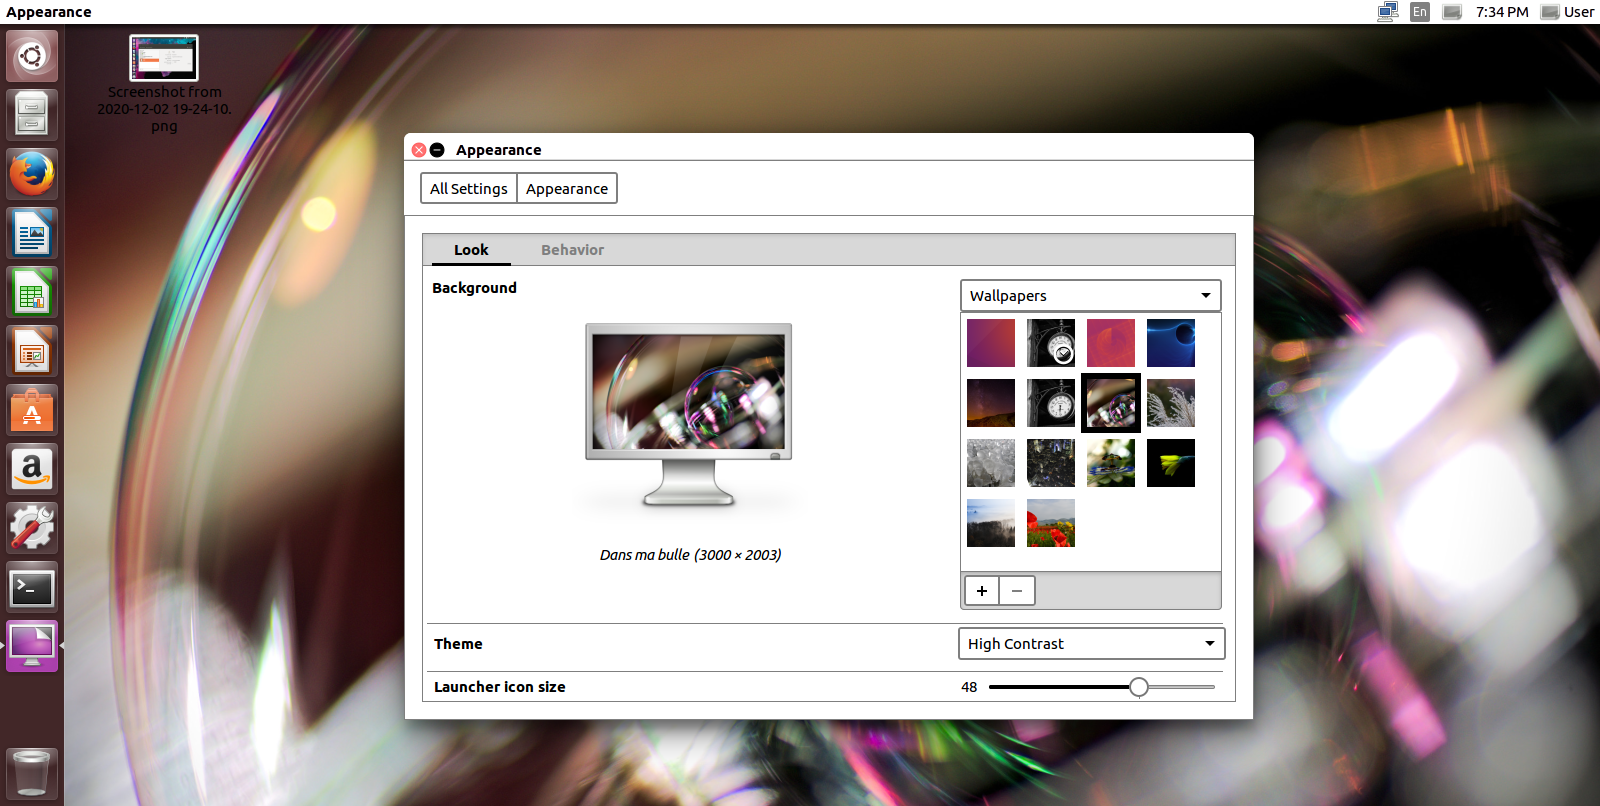 Appearance
En
7:34 PM
User
Screenshot from
2020-12-02 19-24-10.
png
Appearance
All Settings
Appearance
Look
Behavior
Background
Wallpapers
Dans ma bulle (3000 × 2003)
Theme
High Contrast
Launcher icon size
48